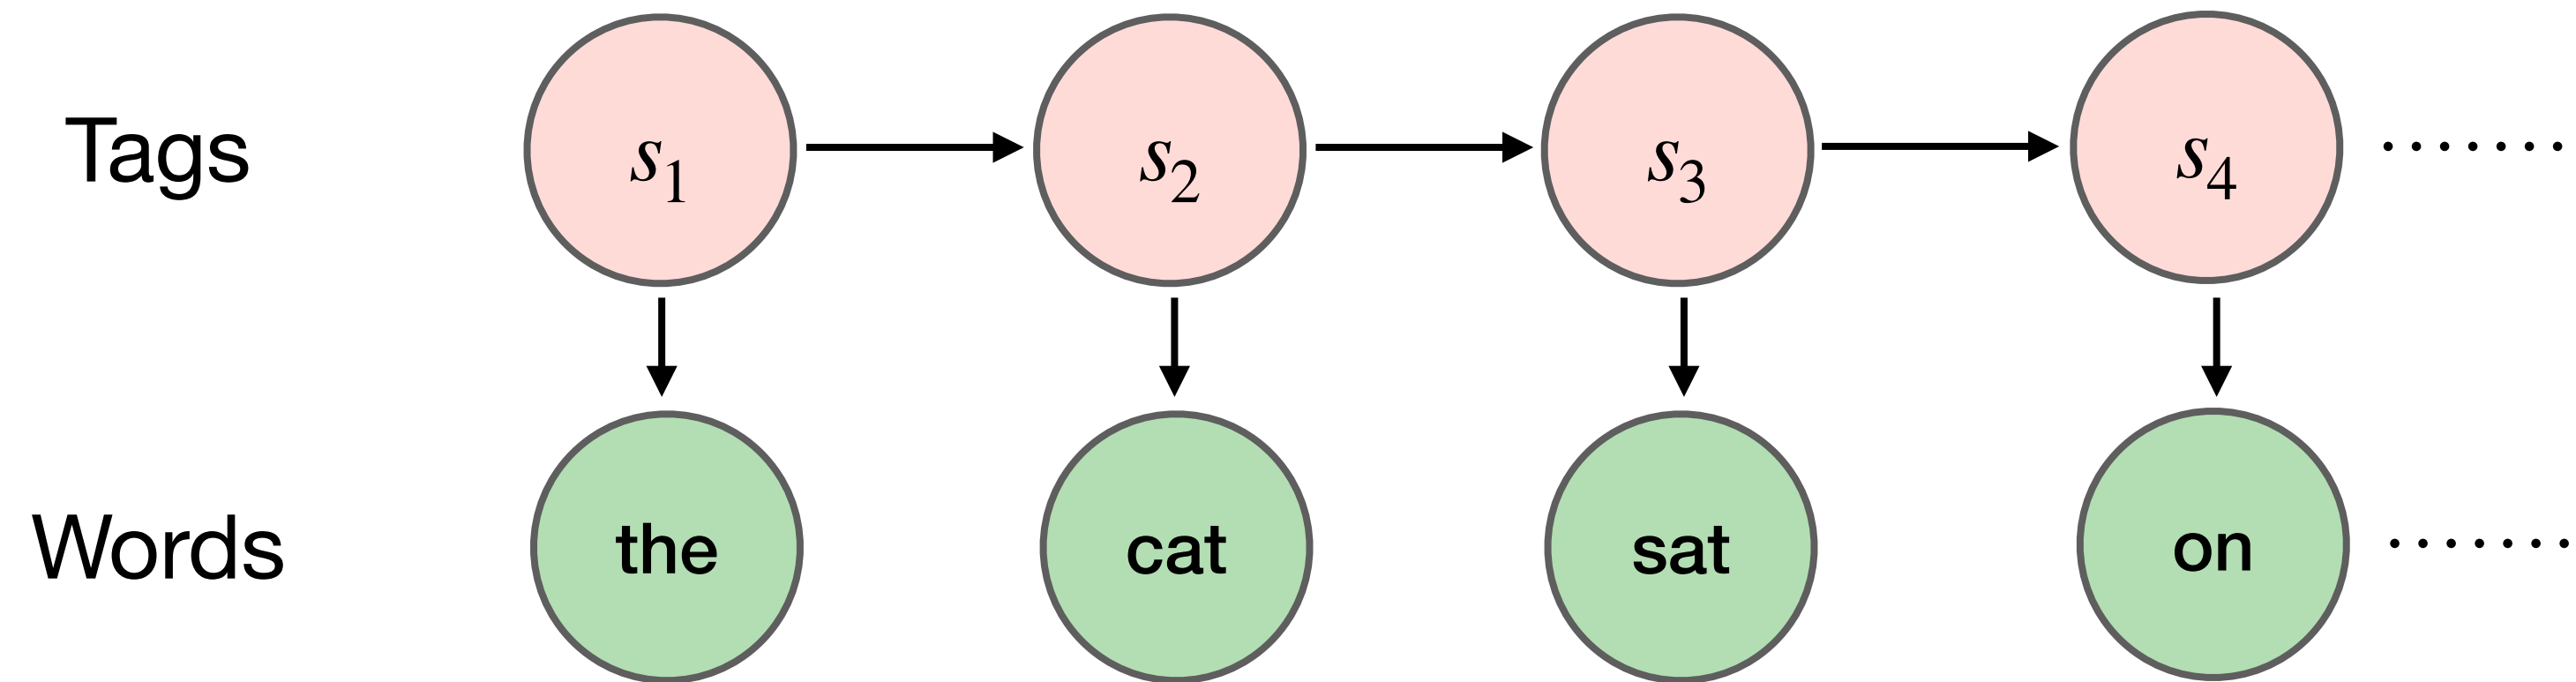 Tags s₁ s₂ s₃ s₄ .......
Words the cat sat on .......